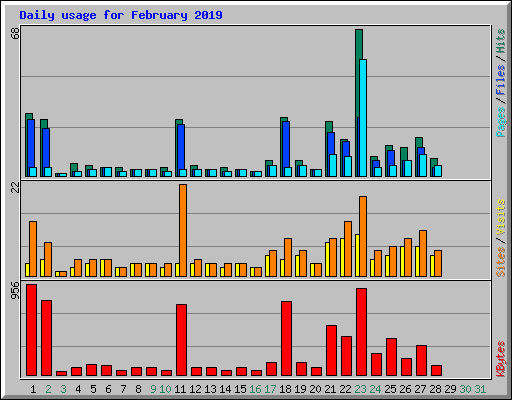 Daily usage for February 2019
68
Pages / Files / Hits
22
Sites / Visits
956
KBytes
1 2 3 4 5 6 7 8 9 10 11 12 13 14 15 16 17 18 19 20 21 22 23 24 25 26 27 28 29 30 31